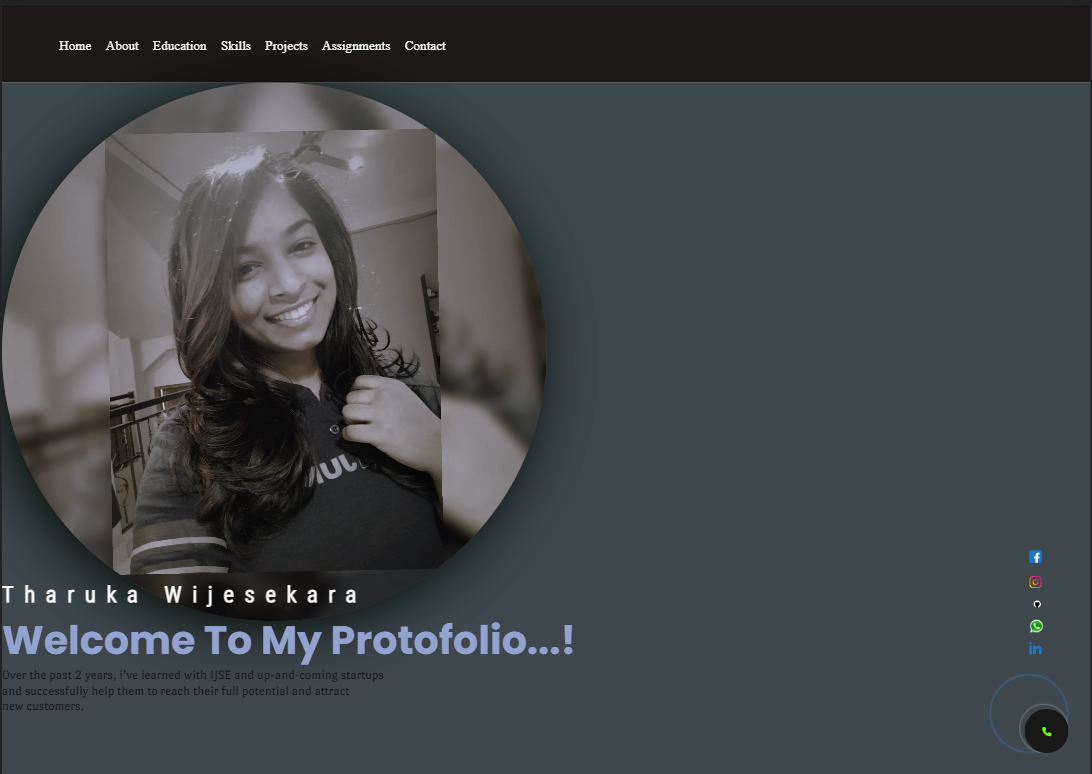 Home About Education Skills Projects Assignments Contact
Tharuka Wijesekara
Welcome To My Protofolio...!
Over the past 2 years, i've learned with IJSE and up-and-coming startups
and successfully help them to reach their full potential and attract
new customers.